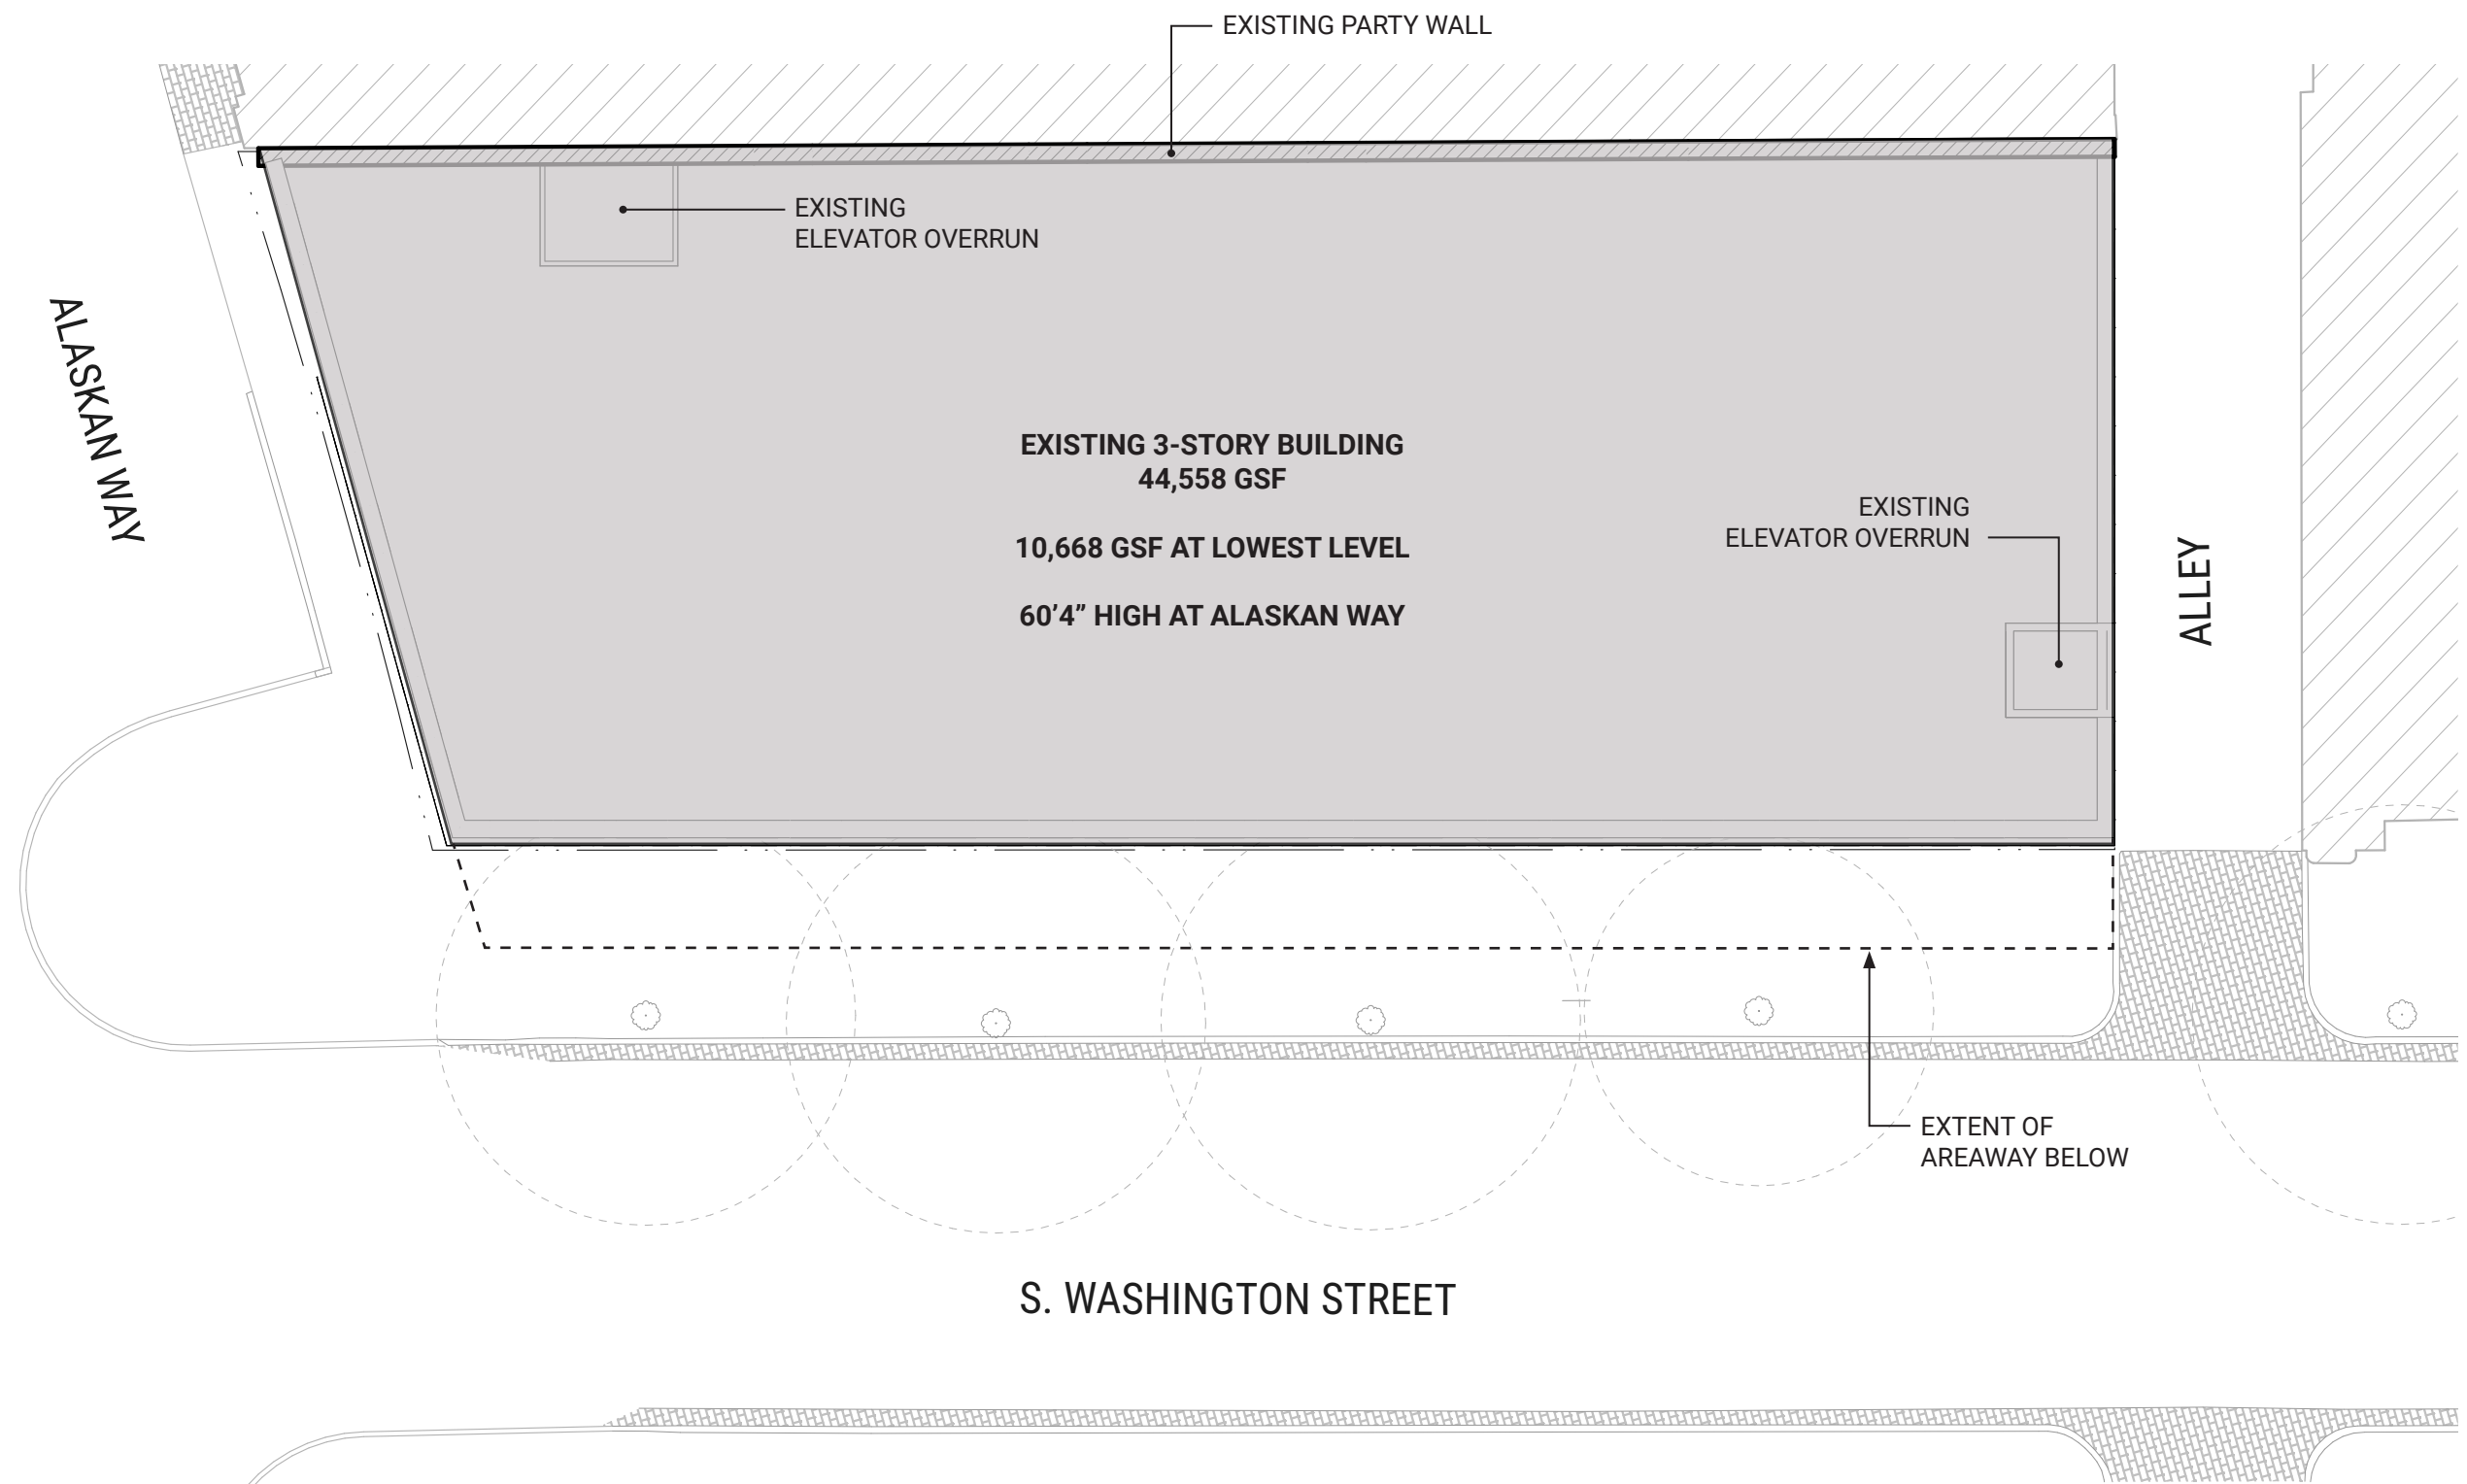 EXISTING PARTY WALL
EXISTING
ELEVATOR OVERRUN
ALASKAN WAY
EXISTING 3-STORY BUILDING
44,558 GSF
10,668 GSF AT LOWEST LEVEL
60’4” HIGH AT ALASKAN WAY
EXISTING
ELEVATOR OVERRUN
ALLEY
EXTENT OF
AREAWAY BELOW
S. WASHINGTON STREET